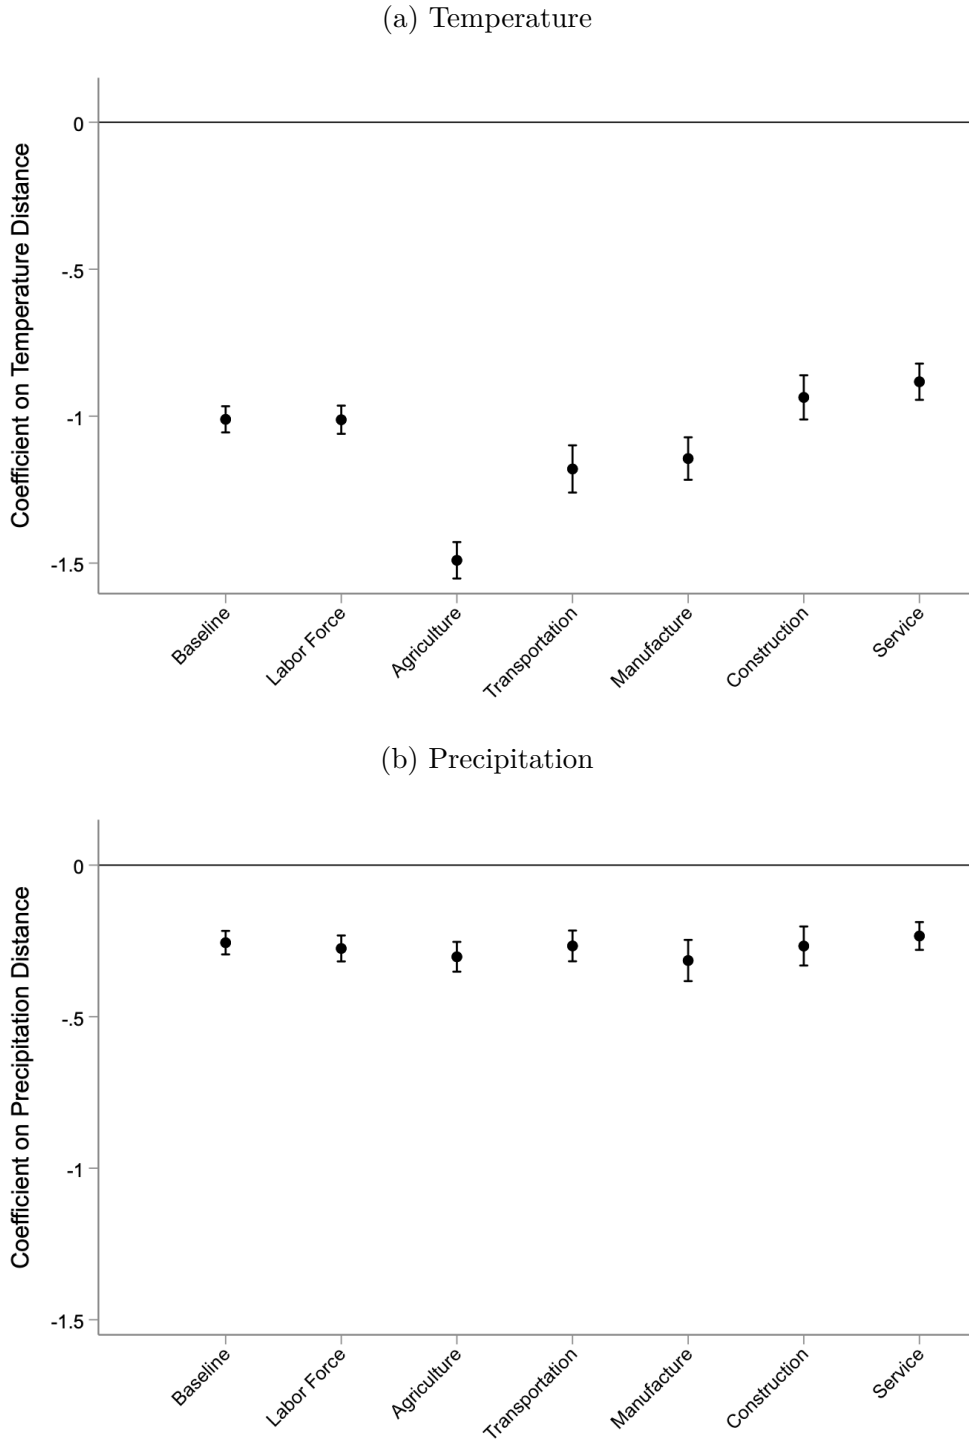 (a) Temperature
Coefficient on Temperature Distance
0
-.5
-1
-1.5
Baseline
Labor Force
Agriculture
Transportation
Manufacture
Construction
Service
(b) Precipitation
Coefficient on Precipitation Distance
0
-.5
-1
-1.5
Baseline
Labor Force
Agriculture
Transportation
Manufacture
Construction
Service